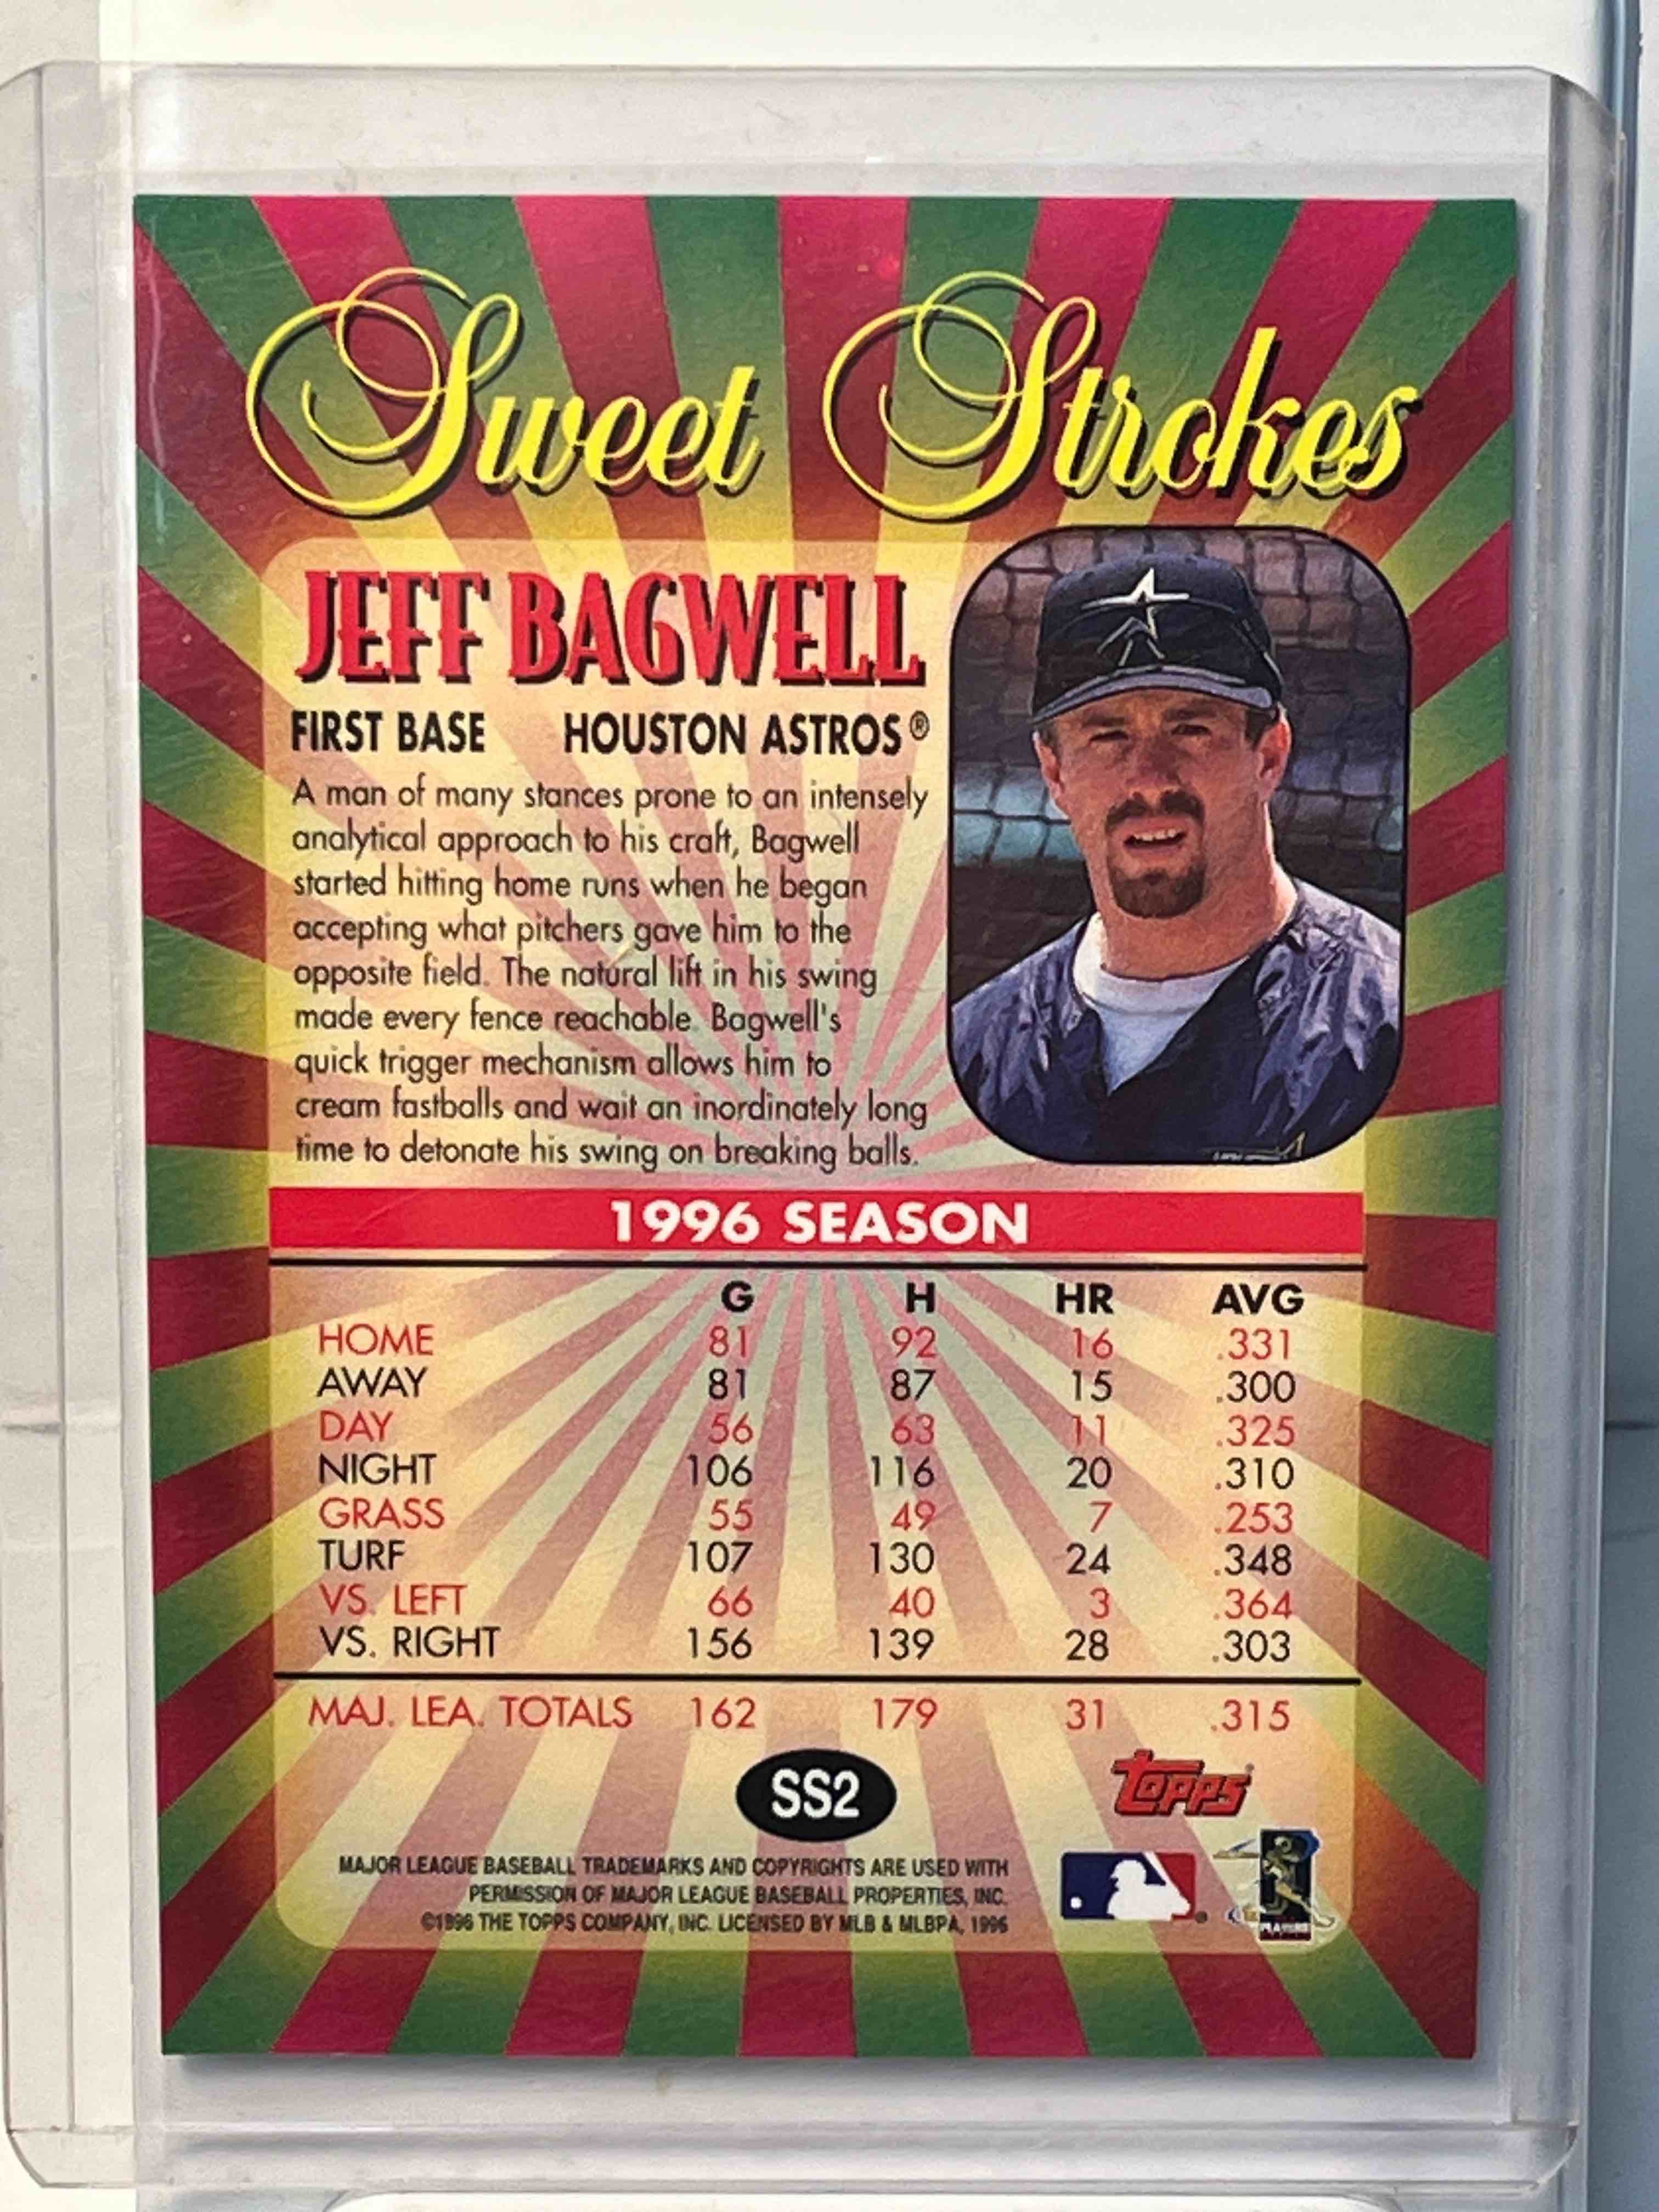 Sweet Strokes
JEFF BAGWELL
FIRST BASE HOUSTON ASTROS®
A man of many stances prone to an intensely
analytical approach to his craft, Bagwell
started hitting home runs when he began
accepting what pitchers gave him to the
opposite field. The natural lift in his swing
made every fence reachable. Bagwell's
quick trigger mechanism allows him to
cream fastballs and wait an inordinately long
time to detonate his swing on breaking balls.
1996 SEASON
G H HR AVG
HOME 81 92 16 .331
AWAY 81 87 15 .300
DAY 56 63 11 .325
NIGHT 106 116 20 .310
GRASS 55 49 7 .253
TURF 107 130 24 .348
VS. LEFT 66 40 3 .364
VS. RIGHT 156 139 28 .303
MAJ. LEA. TOTALS 162 179 31 .315
SS2
TOPPS
MAJOR LEAGUE BASEBALL TRADEMARKS AND COPYRIGHTS ARE USED WITH
PERMISSION OF MAJOR LEAGUE BASEBALL PROPERTIES, INC.
©1996 THE TOPPS COMPANY, INC. LICENSED BY MLB & MLBPA, 1996